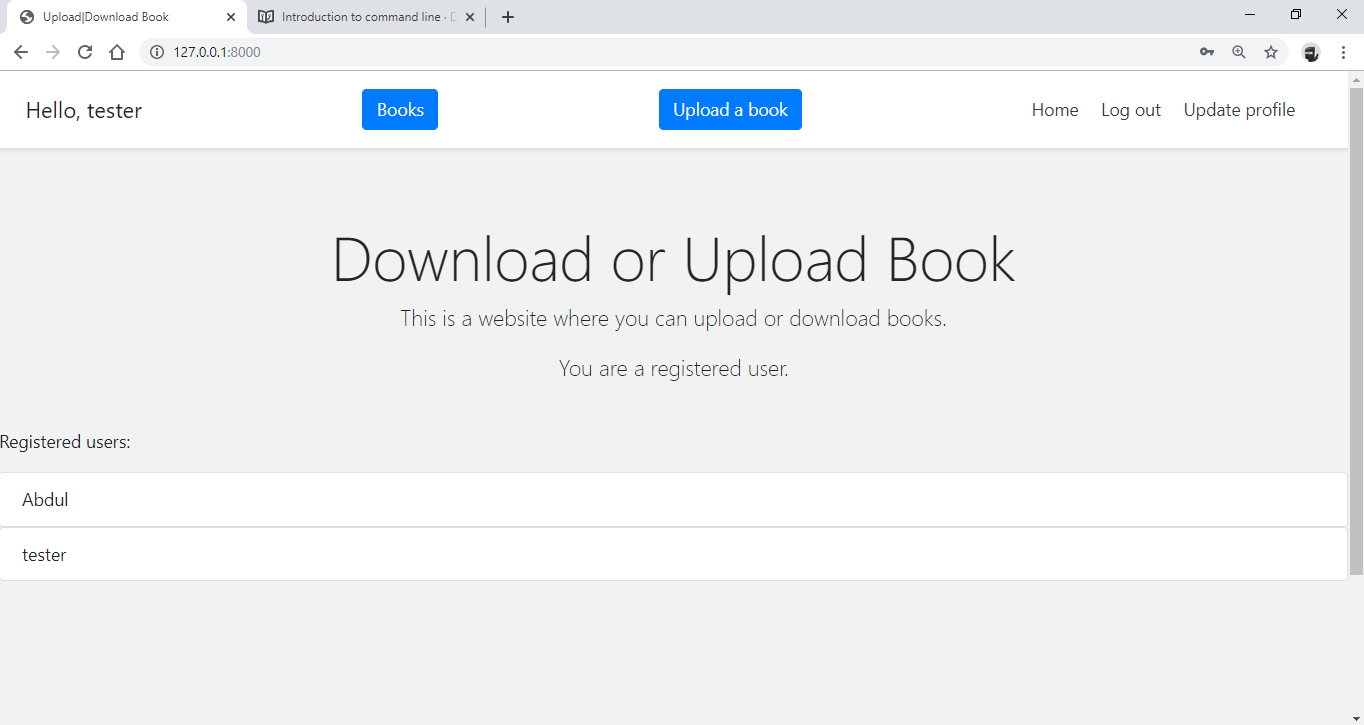 Upload|Download Book
Introduction to command line ·
127.0.0.1:8000
Hello, tester
Books
Upload a book
Home
Log out
Update profile
Download or Upload Book
This is a website where you can upload or download books.
You are a registered user.
Registered users:
Abdul
tester